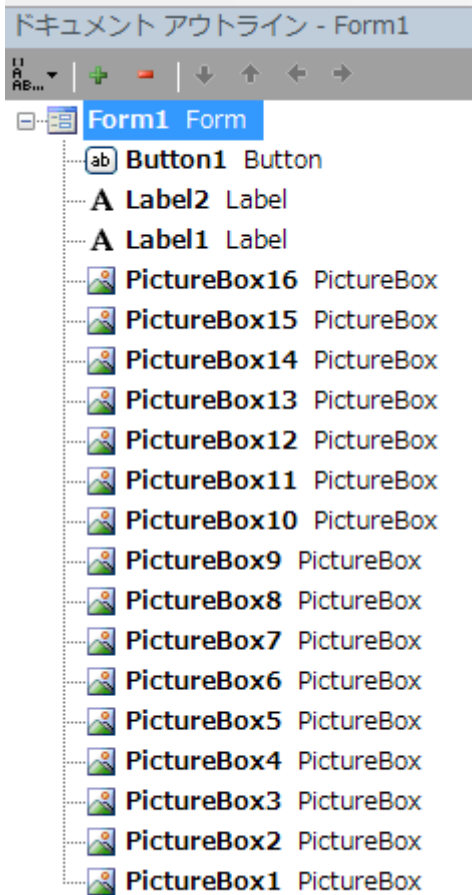 ドキュメント アウトライン - Form1
AB...
Form1 Form
ab Button1 Button
A Label2 Label
A Label1 Label
PictureBox16 PictureBox
PictureBox15 PictureBox
PictureBox14 PictureBox
PictureBox13 PictureBox
PictureBox12 PictureBox
PictureBox11 PictureBox
PictureBox10 PictureBox
PictureBox9 PictureBox
PictureBox8 PictureBox
PictureBox7 PictureBox
PictureBox6 PictureBox
PictureBox5 PictureBox
PictureBox4 PictureBox
PictureBox3 PictureBox
PictureBox2 PictureBox
PictureBox1 PictureBox